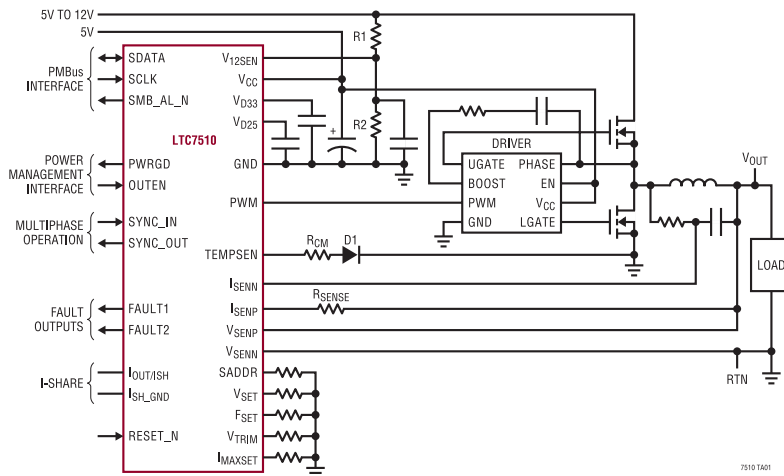 5V TO 12V
5V
R1
PMBus
INTERFACE
SDATA
SCLK
SMB_AL_N
LTC7510
V12SEN
VCC
VD33
VD25
R2
GND
POWER
MANAGEMENT
INTERFACE
PWRGD
OUTEN
MULTIPHASE
OPERATION
SYNC_IN
SYNC_OUT
PWM
DRIVER
UGATE
PHASE
BOOST
EN
PWM
VCC
GND
LGATE
VOUT
LOAD
TEMPSEN
RCM
D1
ISENN
FAULT
OUTPUTS
FAULT1
FAULT2
ISENP
RSENSE
VSENP
VSENN
RTN
I-SHARE
IOUT/ISH
ISH_GND
SADDR
VSET
FSET
RESET_N
VTRIM
IMAXSET
7510 TA01